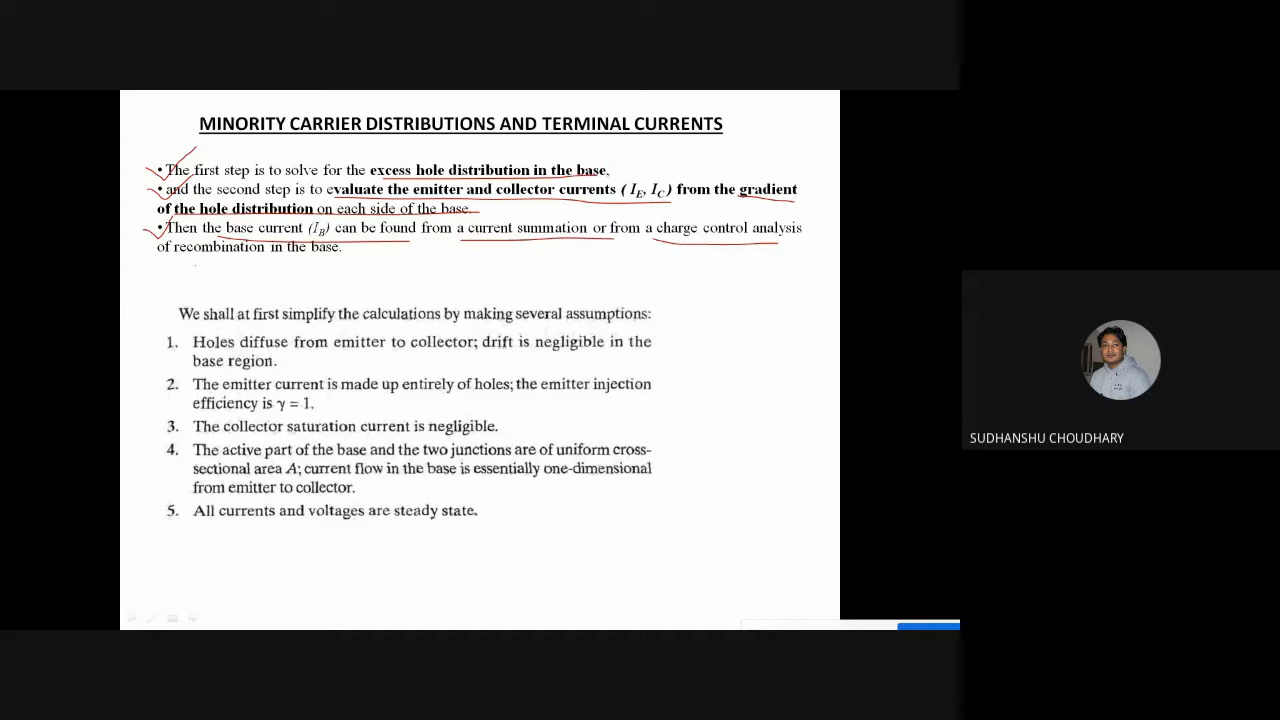 MINORITY CARRIER DISTRIBUTIONS AND TERMINAL CURRENTS
• The first step is to solve for the excess hole distribution in the base,
• and the second step is to evaluate the emitter and collector currents ( IE, IC ) from the gradient
of the hole distribution on each side of the base.
• Then the base current (IB) can be found from a current summation or from a charge control analysis
of recombination in the base.
We shall at first simplify the calculations by making several assumptions:
1. Holes diffuse from emitter to collector; drift is negligible in the
base region.
2. The emitter current is made up entirely of holes; the emitter injection
efficiency is γ = 1.
3. The collector saturation current is negligible.
4. The active part of the base and the two junctions are of uniform cross-
sectional area A; current flow in the base is essentially one-dimensional
from emitter to collector.
5. All currents and voltages are steady state.
SUDHANSHU CHOUDHARY